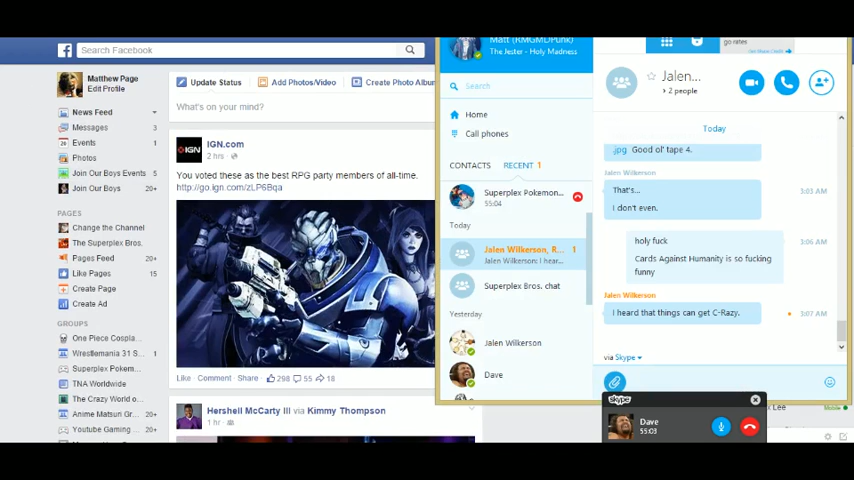 Search Facebook
Matthew Page
Edit Profile
News Feed
Messages 3
Events 1
Photos
Join Our Boys Events 5
Join Our Boys 20+
PAGES
Change the Channel
The Superplex Bros.
Pages Feed 20+
Like Pages 15
Create Page
Create Ad
GROUPS
One Piece Cospla...
Wrestlemania 31 S...
Superplex Pokem...
TNA Worldwide
The Crazy World o...
Anime Matsuri Gr... 20+
Youtube Gaming ... 20+
Update Status
Add Photos/Video
Create Photo Album
What's on your mind?
IGN.com
2 hrs
You voted these as the best RPG party members of all-time.
http://go.ign.com/zLP6Bqa
Like · Comment · Share · 298 55 18
Hershell McCarty III via Kimmy Thompson
1 hr
Matt (RMGMD/Punk)
The Jester - Holy Madness
Search
Home
Call phones
CONTACTS RECENT 1
Superplex Pokemon...
55:04
Today
Jalen Wilkerson, R... 1
Jalen Wilkerson: I hear...
Superplex Bros. chat
Yesterday
Jalen Wilkerson
Dave
go rates
Jalen...
2 people
Today
.jpg Good ol' tape 4.
Jalen Wilkerson
That's...
3:03 AM
I don't even.
holy fuck
3:06 AM
Cards Against Humanity is so fucking
funny
Jalen Wilkerson
I heard that things can get C-Razy.
3:07 AM
via Skype
skype
Dave
55:03
Lee
Mobile